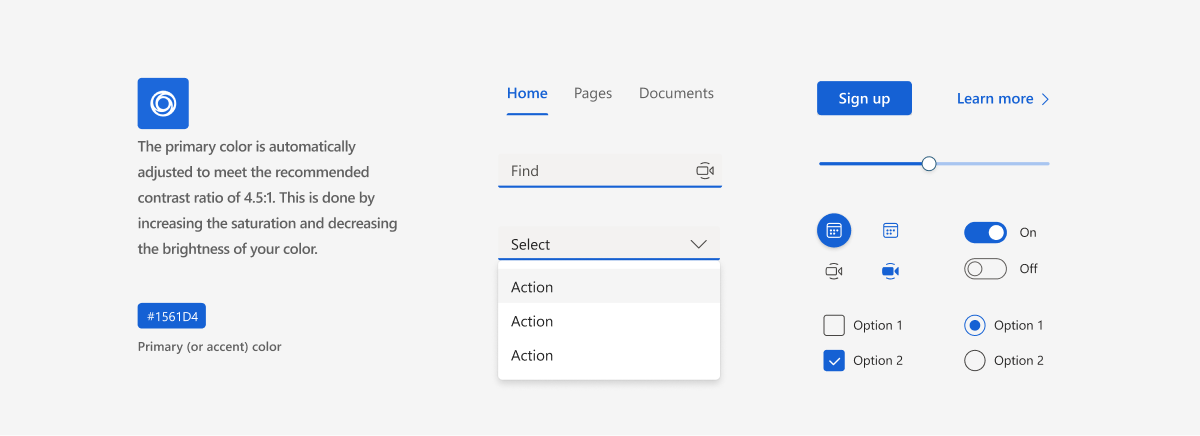 The primary color is automatically
adjusted to meet the recommended
contrast ratio of 4.5:1. This is done by
increasing the saturation and decreasing
the brightness of your color.
#1561D4
Primary (or accent) color
Home Pages Documents
Find
Select
Action
Action
Action
Sign up Learn more
On
Off
Option 1 Option 1
Option 2 Option 2